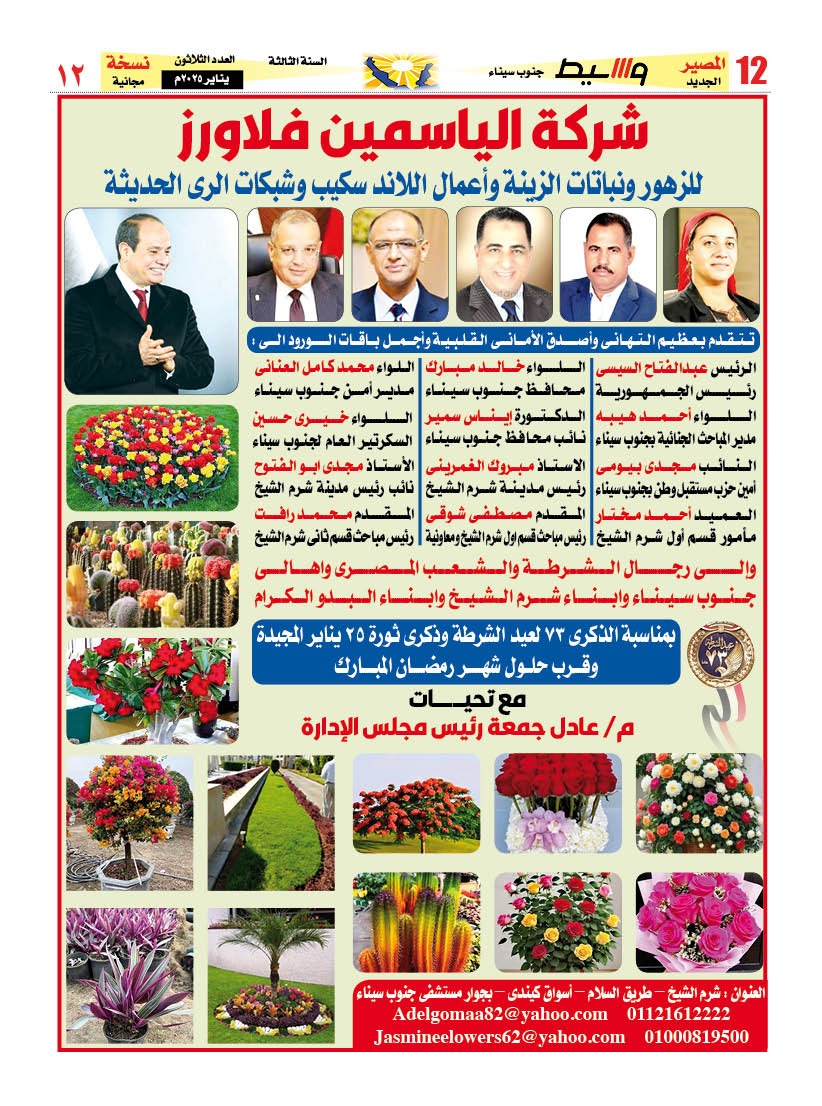 12
المصير
الجديد
وسيط
جنوب سيناء
السنة الثالثة
العدد الثلاثون
يناير ٢٠٢٥م
نسخة
مجانية
١٢
شركة الياسمين فلاورز
للزهور ونباتات الزينة وأعمال اللاند سكيب وشبكات الرى الحديثة
تتقدم بعظيم التهانى وأصدق الأمانى القلبية وأجمل باقات الورود الى :
الرئيس عبدالفتاح السيسى
رئيس الجمهورية
اللواء أحمد هيبه
مدير المباحث الجنائية بجنوب سيناء
النائب مجدى بيومى
أمين حزب مستقبل وطن بجنوب سيناء
العميد أحمد مختار
مأمور قسم أول شرم الشيخ
اللواء خالد مبارك
محافظ جنوب سيناء
الدكتورة إيناس سمير
نائب محافظ جنوب سيناء
الاستاذ مبروك الغمرينى
رئيس مدينة شرم الشيخ
المقدم مصطفى شوقى
رئيس مباحث قسم اول شرم الشيخ ومعاونية
اللواء محمد كامل العنانى
مدير أمن جنوب سيناء
اللواء خيرى حسين
السكرتير العام لجنوب سيناء
الأستاذ مجدى ابو الفتوح
نائب رئيس مدينة شرم الشيخ
المقدم محمد رافت
رئيس مباحث قسم ثانى شرم الشيخ
والى رجال الشرطة والشعب المصرى واهالى
جنوب سيناء وابناء شرم الشيخ وابناء البدو الكرام
بمناسبة الذكرى ٧٣ لعيد الشرطة وذكرى ثورة ٢٥ يناير المجيدة
وقرب حلول شهر رمضان المبارك
عيد الشرطة
٧٣
مع تحيات
م/ عادل جمعة رئيس مجلس الإدارة
العنوان : شرم الشيخ – طريق السلام – أسواق كيندى – بجوار مستشفى جنوب سيناء
Adelgomaa82@yahoo.com 01121612222
Jasmineelowers62@yahoo.com 01000819500